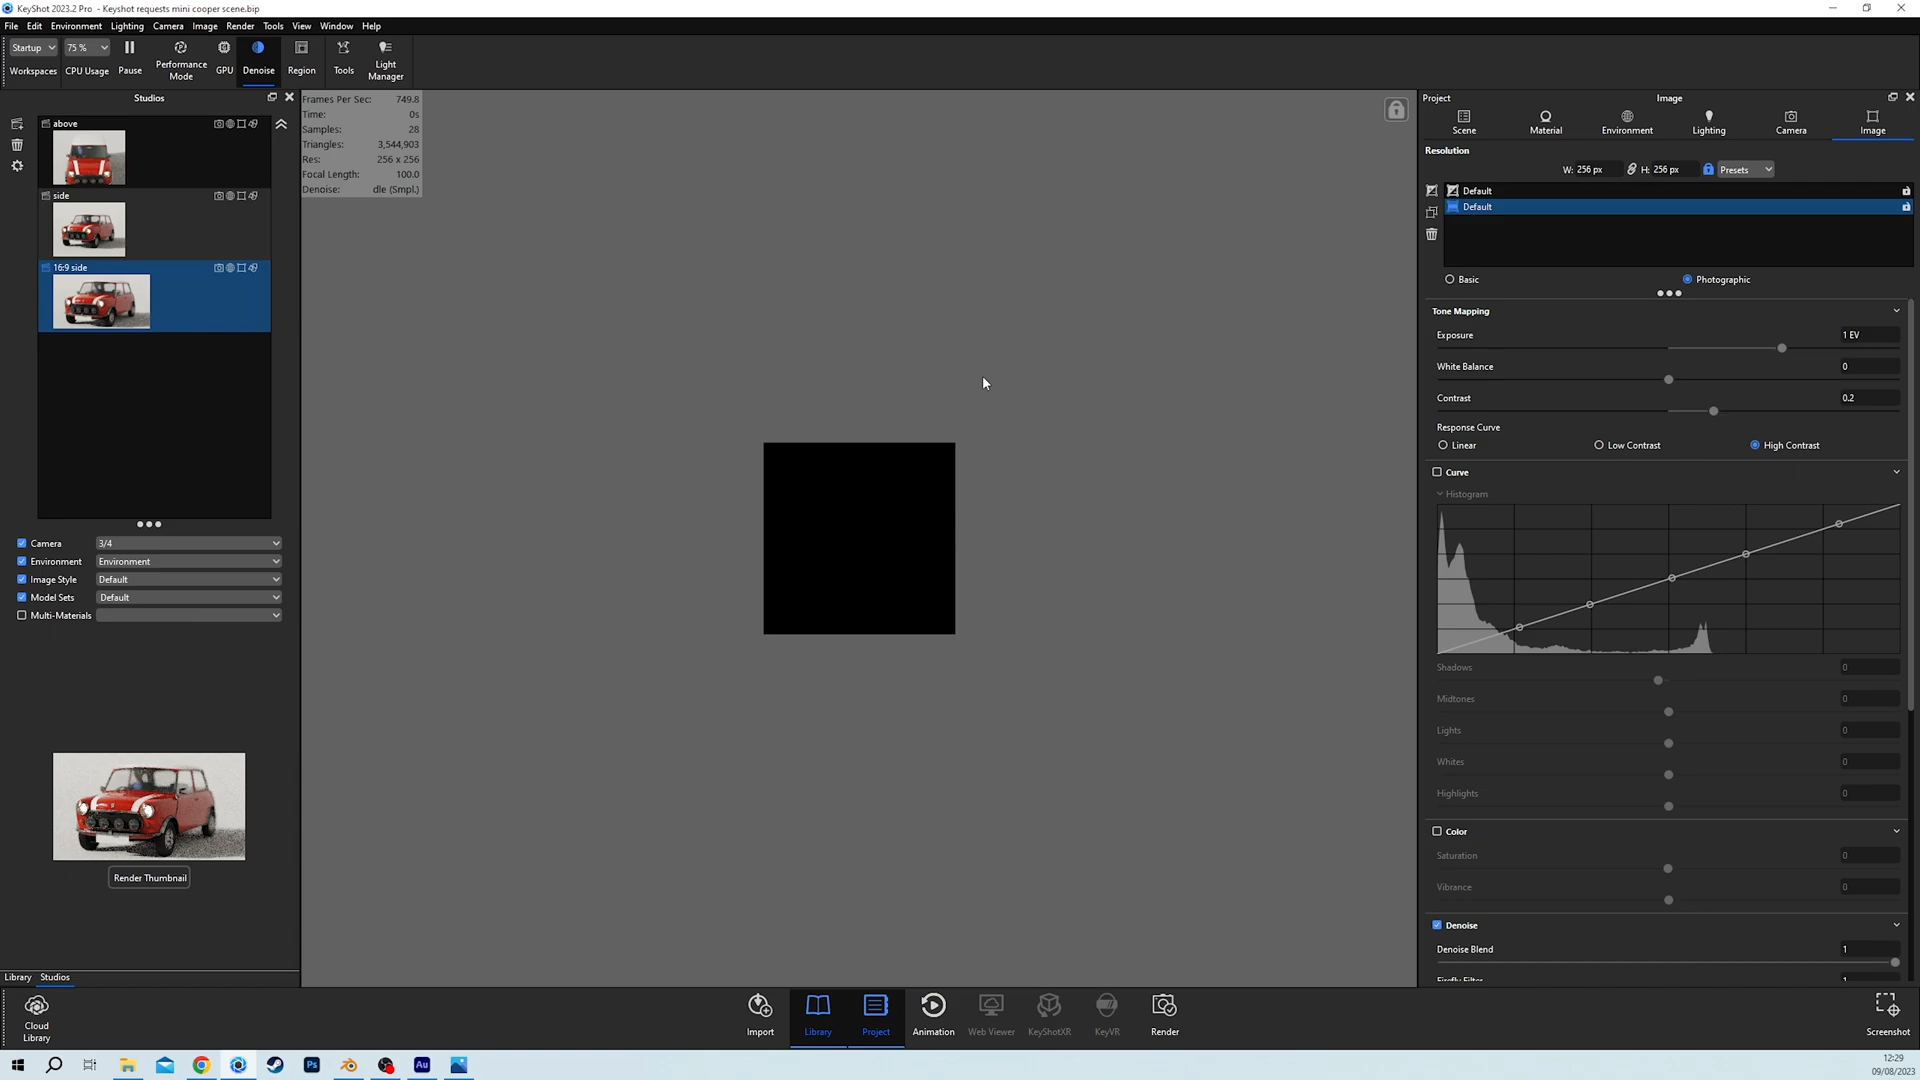 KeyShot 2023.2 Pro - Keyshot requests mini cooper scene.bip
File Edit Environment Lighting Camera Image Render Tools View Window Help
Startup 75 %
Workspaces CPU Usage Pause Performance Mode GPU Denoise Region Tools Light Manager
Studios
above
side
16:9 side
Camera 3/4
Environment Environment
Image Style Default
Model Sets Default
Multi-Materials
Render Thumbnail
Library Studios
Cloud Library
Frames Per Sec: 749.8
Time: 0s
Samples: 28
Triangles: 3,544,903
Res: 256 x 256
Focal Length: 100.0
Denoise: dle (Smpl.)
Project Image
Scene Material Environment Lighting Camera Image
Resolution
W: 256 px H: 256 px Presets
Default
Default
Basic Photographic
Tone Mapping
Exposure 1 EV
White Balance 0
Contrast 0.2
Response Curve
Linear Low Contrast High Contrast
Curve
Histogram
Shadows 0
Midtones 0
Lights 0
Whites 0
Highlights 0
Color
Saturation 0
Vibrance 0
Denoise
Denoise Blend 1
Firefly Filter 1
Import Library Project Animation Web Viewer KeyShotXR KeyVR Render
Screenshot
Ps Au
12:29
09/08/2023